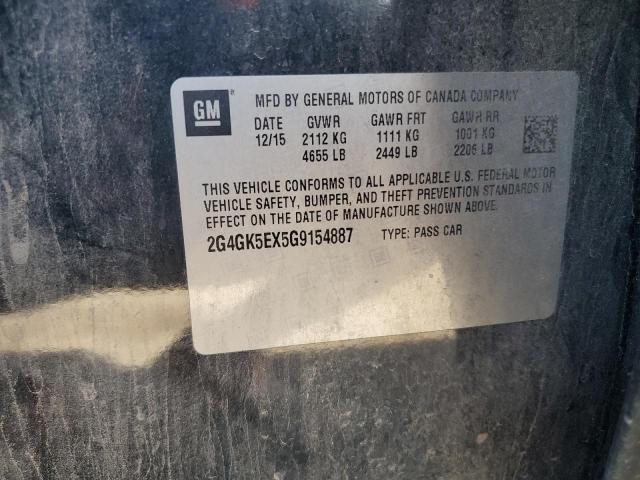 GM
MFD BY GENERAL MOTORS OF CANADA COMPANY
DATE GVWR GAWR FRT GAWR RR
12/15 2112 KG 1111 KG 1001 KG
4655 LB 2449 LB 2206 LB
THIS VEHICLE CONFORMS TO ALL APPLICABLE U.S. FEDERAL MOTOR
VEHICLE SAFETY, BUMPER, AND THEFT PREVENTION STANDARDS IN
EFFECT ON THE DATE OF MANUFACTURE SHOWN ABOVE.
2G4GK5EX5G9154887 TYPE: PASS CAR